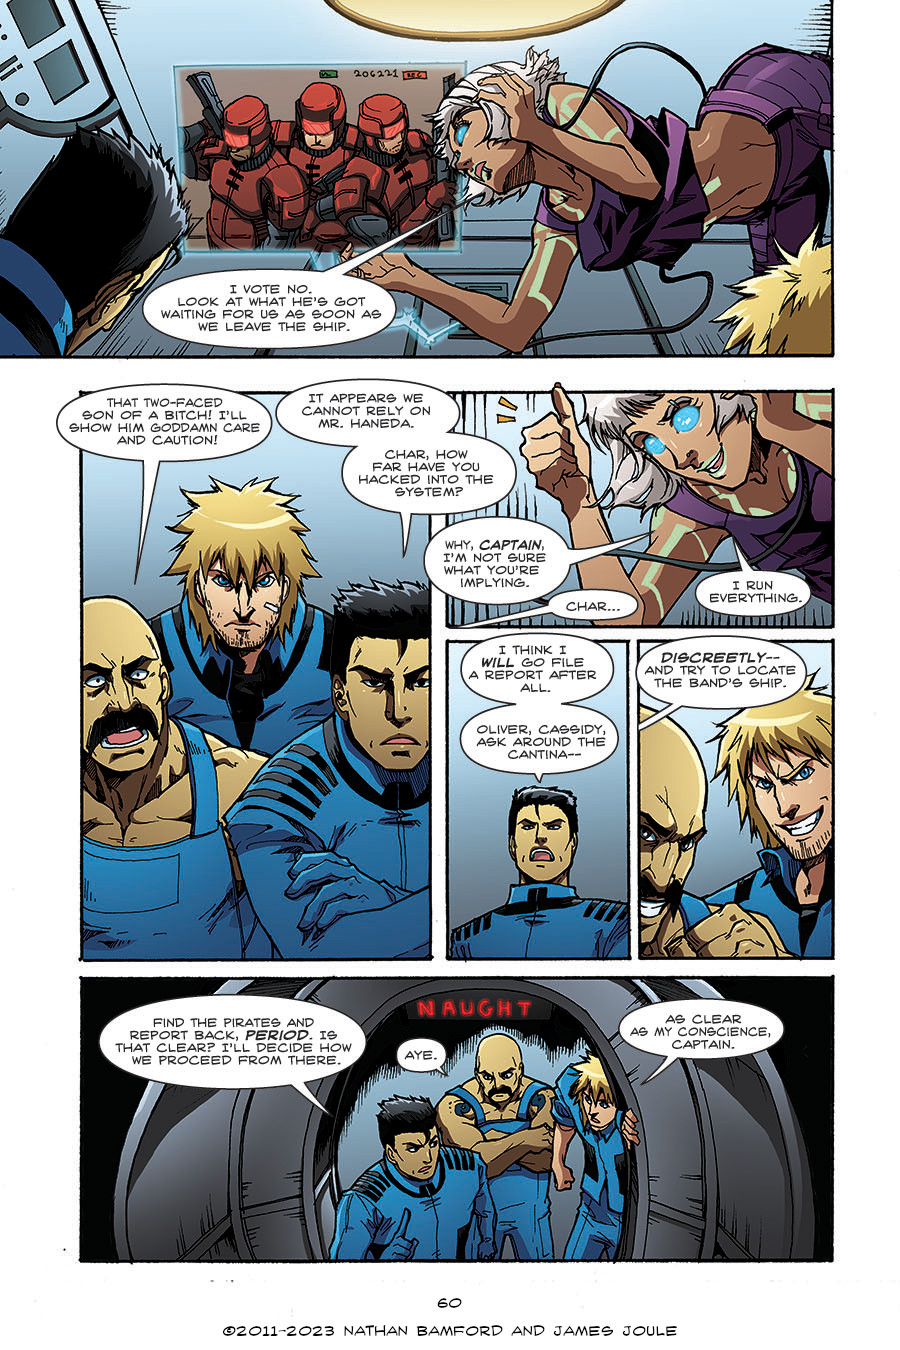 206221 REC
I VOTE NO.
LOOK AT WHAT HE'S GOT
WAITING FOR US AS SOON AS
WE LEAVE THE SHIP.
THAT TWO-FACED
SON OF A BITCH! I'LL
SHOW HIM GODDAMN CARE
AND CAUTION!
IT APPEARS WE
CANNOT RELY ON
MR. HANEDA.
CHAR, HOW
FAR HAVE YOU
HACKED INTO THE
SYSTEM?
WHY, CAPTAIN,
I'M NOT SURE
WHAT YOU'RE
IMPLYING.
CHAR...
I RUN
EVERYTHING.
I THINK I
WILL GO FILE
A REPORT AFTER
ALL.
OLIVER, CASSIDY,
ASK AROUND THE
CANTINA--
DISCREETLY--
AND TRY TO LOCATE
THE BAND'S SHIP.
NAUGHT
FIND THE PIRATES AND
REPORT BACK, PERIOD. IS
THAT CLEAR? I'LL DECIDE HOW
WE PROCEED FROM THERE.
AYE.
AS CLEAR
AS MY CONSCIENCE,
CAPTAIN.
60
©2011-2023 NATHAN BAMFORD AND JAMES JOULE